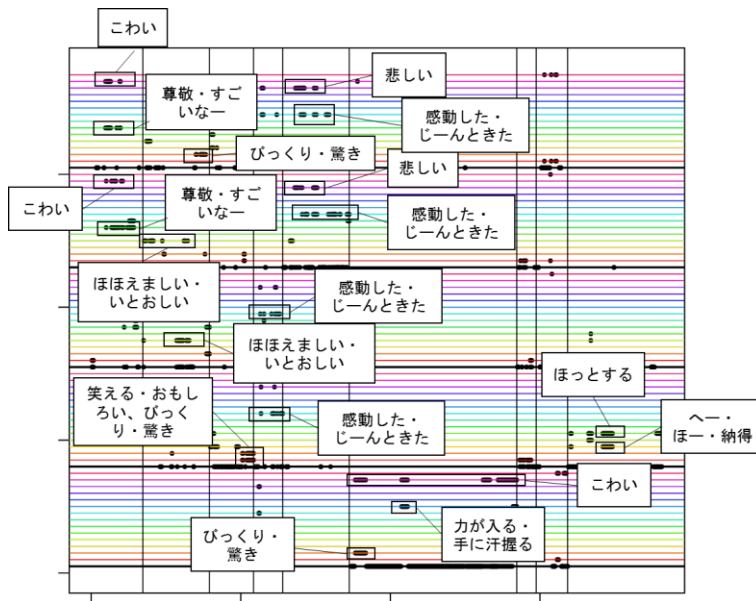 こわい
悲しい
尊敬・すご
いなー
感動した・
じーんときた
びっくり・驚き
悲しい
こわい
尊敬・すご
いなー
感動した・
じーんときた
ほほえましい・
いとおしい
感動した・
じーんときた
ほほえましい・
いとおしい
ほっとする
笑える・おもし
ろい、びっく
り・驚き
感動した・
じーんときた
へー・
ほー・納得
こわい
びっくり・
驚き
力が入る・
手に汗握る